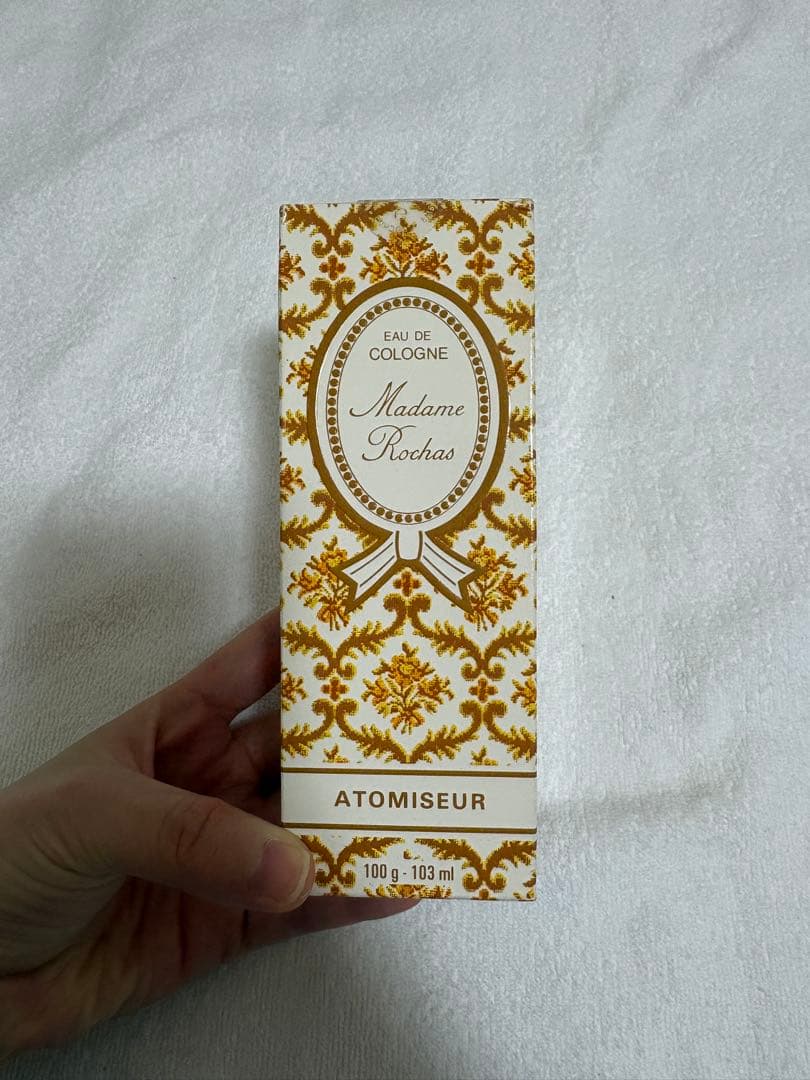 EAU DE
COLOGNE
Madame
Rochas
ATOMISEUR
100 g - 103 ml